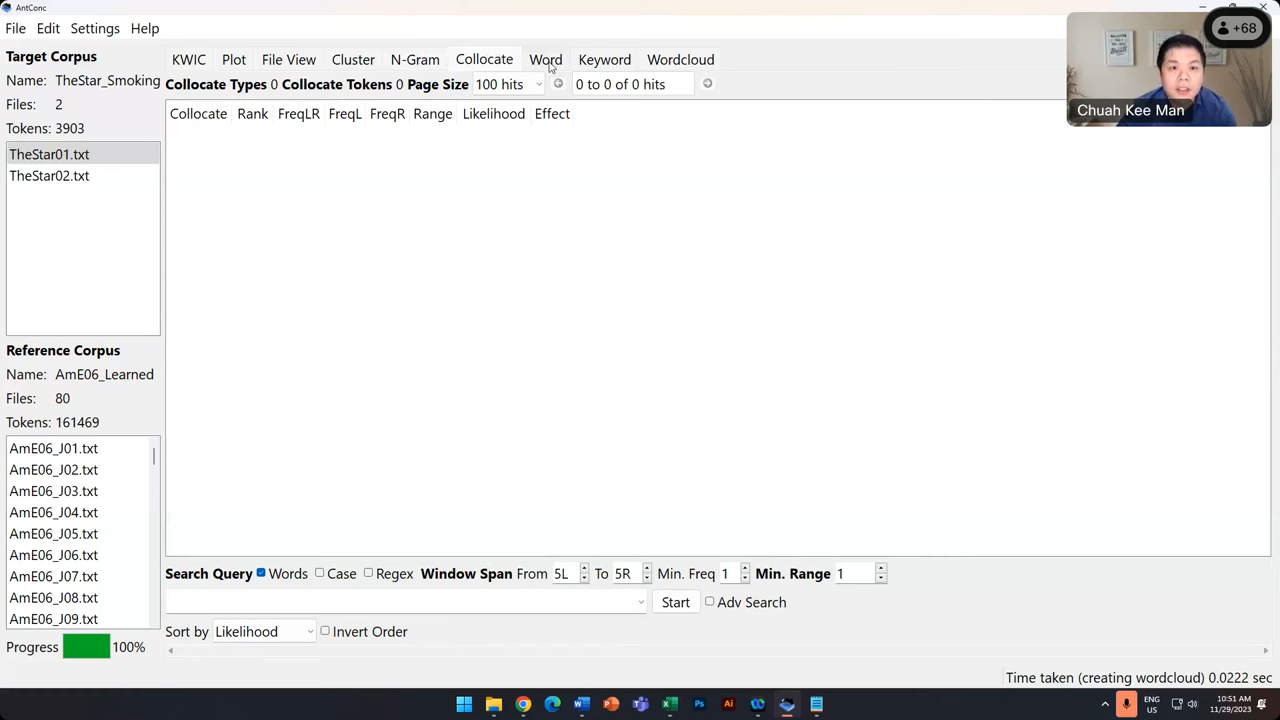 AntConc
File Edit Settings Help
+68
Chuah Kee Man
Target Corpus
Name: TheStar_Smoking
Files: 2
Tokens: 3903
TheStar01.txt
TheStar02.txt
Reference Corpus
Name: AmE06_Learned
Files: 80
Tokens: 161469
AmE06_J01.txt
AmE06_J02.txt
AmE06_J03.txt
AmE06_J04.txt
AmE06_J05.txt
AmE06_J06.txt
AmE06_J07.txt
AmE06_J08.txt
AmE06_J09.txt
Progress 100%
KWIC Plot File View Cluster N-Gram Collocate Word Keyword Wordcloud
Collocate Types 0 Collocate Tokens 0 Page Size 100 hits 0 to 0 of 0 hits
Collocate Rank FreqLR FreqL FreqR Range Likelihood Effect
Search Query Words Case Regex Window Span From 5L To 5R Min. Freq 1 Min. Range 1
Start Adv Search
Sort by Likelihood Invert Order
Time taken (creating wordcloud) 0.0222 sec
ENG
US
10:51 AM
11/29/2023